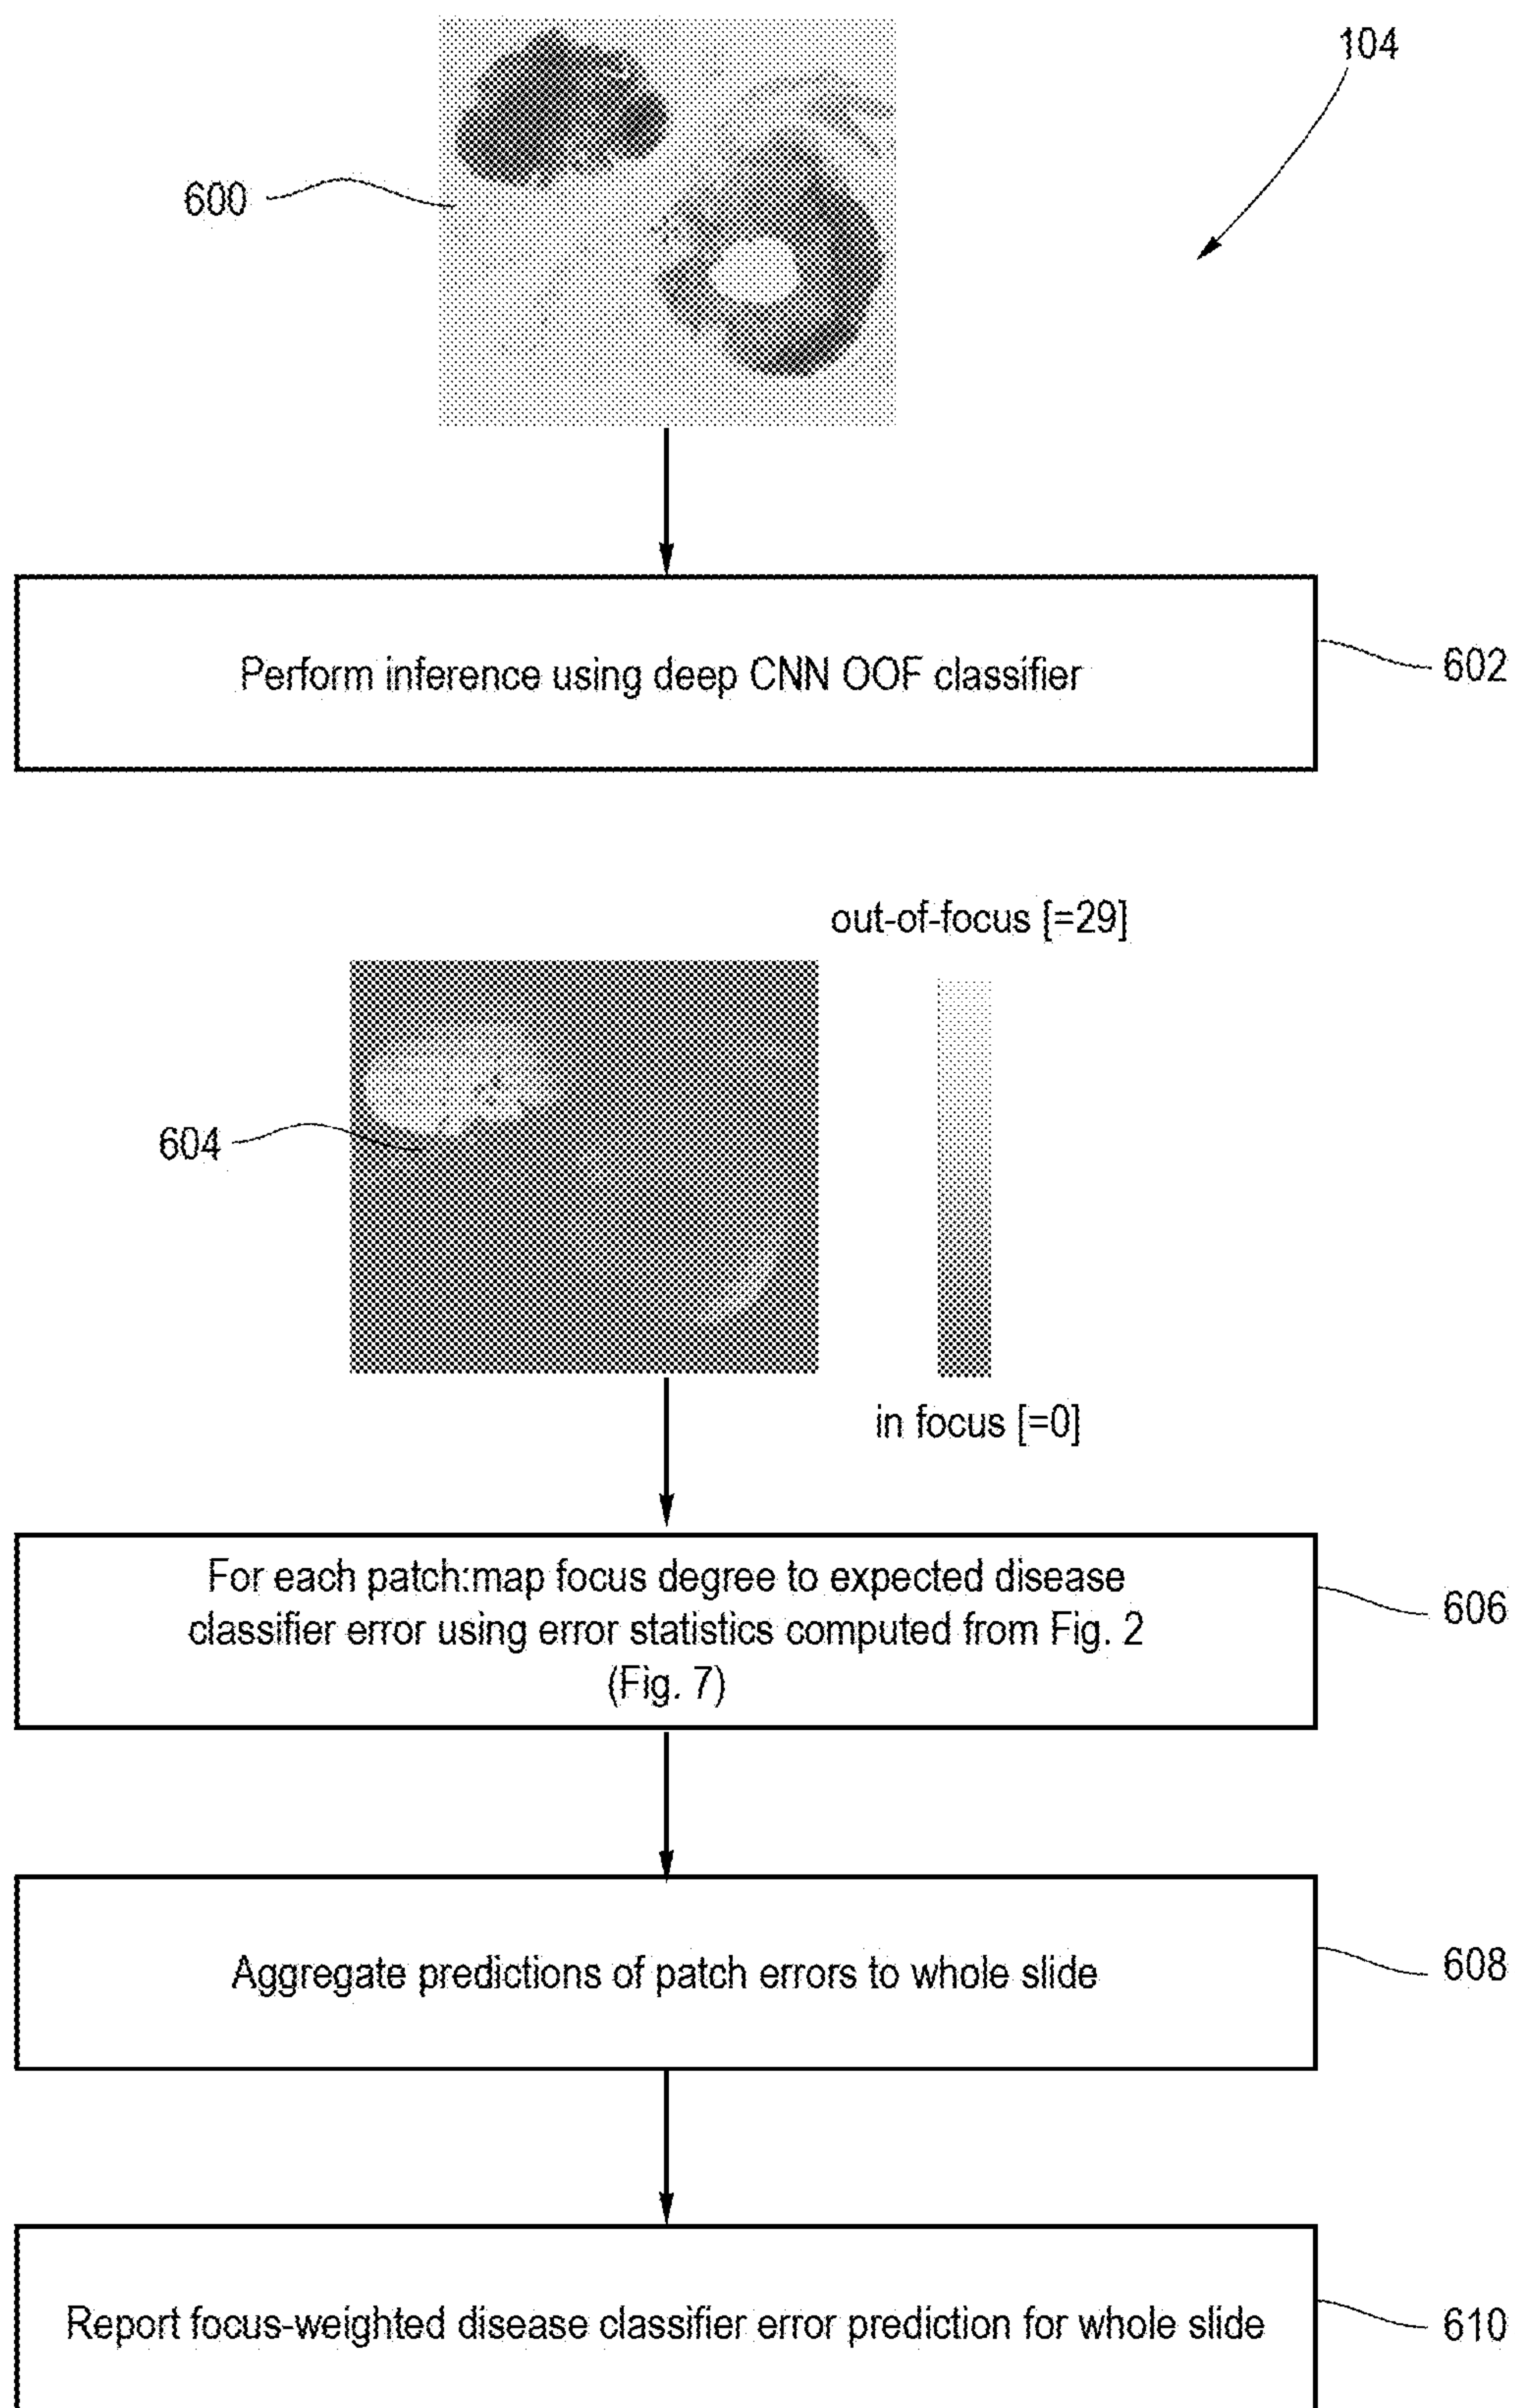 104
600
Perform inference using deep CNN OOF classifier
602
out-of-focus [=29]
604
in focus [=0]
For each patch:map focus degree to expected disease
classifier error using error statistics computed from Fig. 2
(Fig. 7)
606
Aggregate predictions of patch errors to whole slide
608
Report focus-weighted disease classifier error prediction for whole slide
610